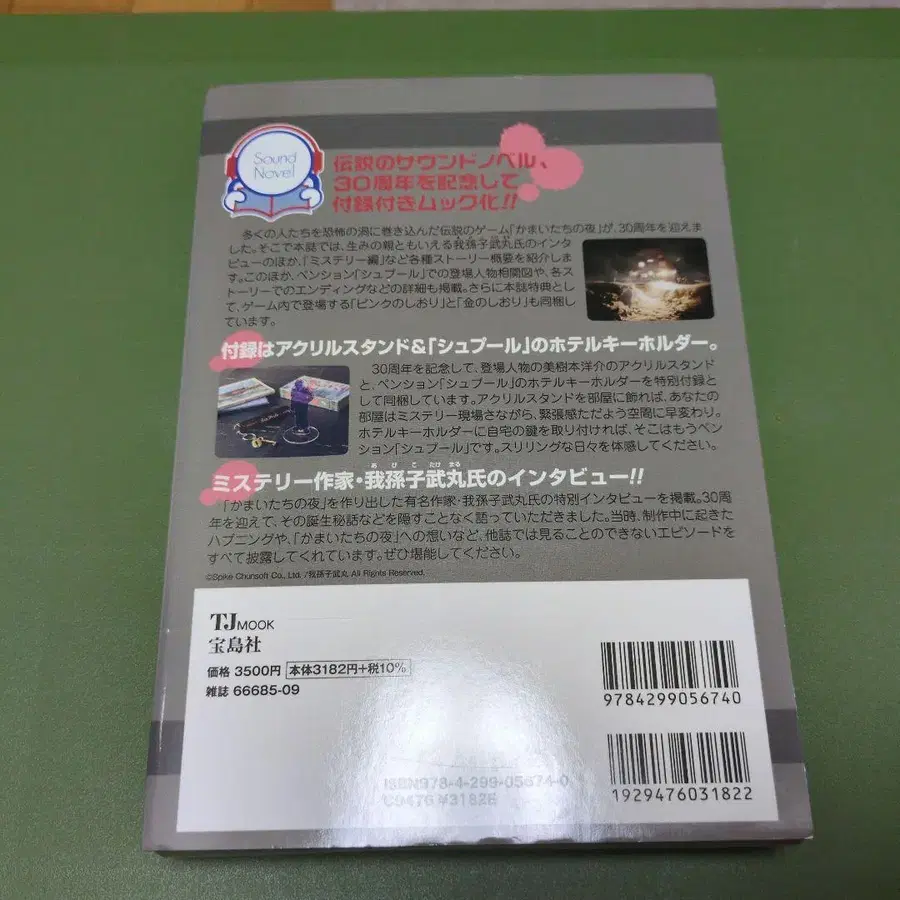 Sound
Novel
伝説のサウンドノベル、
30周年を記念して
付録付きムック化!!
多くの人たちを恐怖の渦に巻き込んだ伝説のゲーム「かまいたちの夜」が、30周年を迎えま
した。そこで本誌では、生みの親ともいえる我孫子武丸氏のインタ
ビューのほか、「ミステリー編」など各種ストーリー概要を紹介しま
す。このほか、ペンション「シュプール」での登場人物相関図や、各ス
トーリーでのエンディングなどの詳細も掲載。さらに本誌特典と
して、ゲーム内で登場する「ピンクのしおり」と「金のしおり」も同梱し
ています。
付録はアクリルスタンド&「シュプール」のホテルキーホルダー。
30周年を記念して、登場人物の美樹本洋介のアクリルスタンド
と、ペンション「シュプール」のホテルキーホルダーを特別付録と
して同梱しています。アクリルスタンドを部屋に飾れば、あなたの
部屋はミステリー現場さながら、緊張感ただよう空間に早変わり。
ホテルキーホルダーに自宅の鍵を取り付ければ、そこはもうペン
ション「シュプール」です。スリリングな日々を体感してください。
あびこたけまる
ミステリー作家・我孫子武丸氏のインタビュー!!
「かまいたちの夜」を作り出した有名作家・我孫子武丸氏の特別インタビューを掲載。30周
年を迎えて、その誕生秘話などを隠すことなく語っていただきました。当時、制作中に起きた
ハプニングや、「かまいたちの夜」への想いなど、他誌では見ることのできないエピソードを
すべて披露してくれています。ぜひ堪能してください。
©Spike Chunsoft Co., Ltd. /我孫子武丸 All Rights Reserved.
TJ MOOK
宝島社
価格 3500円 本体3182円+税10%
雑誌 66685-09
9784299056740
ISBN978-4-299-05674-0
C9476 ¥3182E
1929476031822